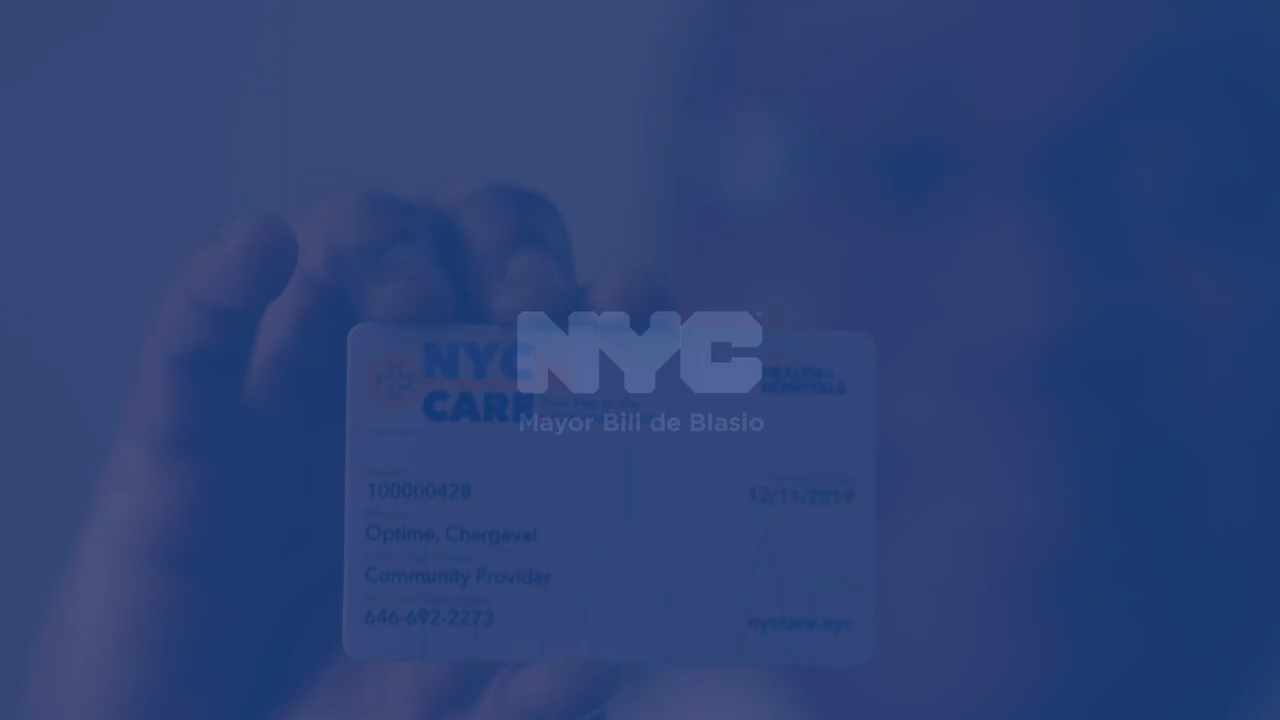 NYC
CARE
HEALTH +
HOSPITALS
NYC
Mayor Bill de Blasio
100000428
12/11/2019
Optime, Chargeval
Community Provider
646-692-2273
nyccare.nyc